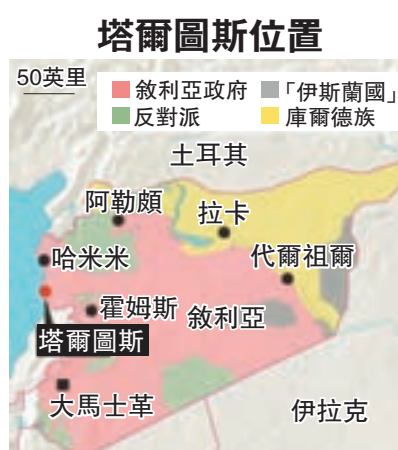 塔爾圖斯位置
50英里
敘利亞政府
「伊斯蘭國」
反對派
庫爾德族
土耳其
阿勒頗
拉卡
哈米米
代爾祖爾
霍姆斯
敘利亞
塔爾圖斯
大馬士革
伊拉克